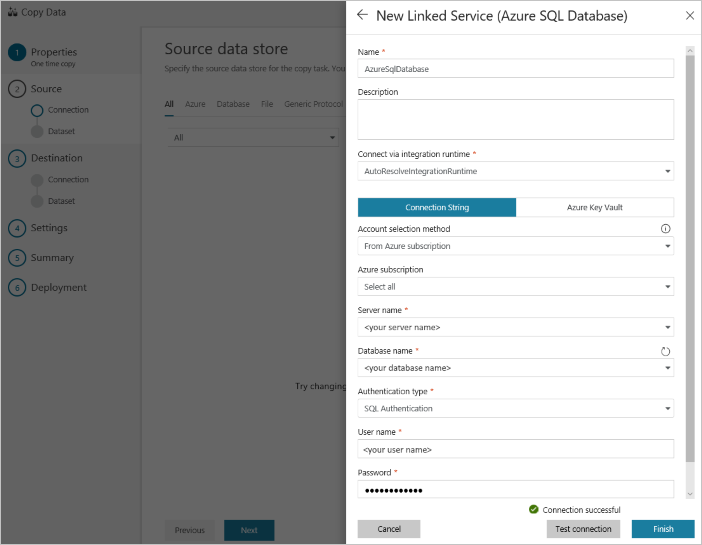 Copy Data
1 Properties
One time copy
2 Source
Connection
Dataset
3 Destination
Connection
Dataset
4 Settings
5 Summary
6 Deployment
Source data store
Specify the source data store for the copy task. You
All Azure Database File Generic Protocol
All
Try changing
Previous Next
New Linked Service (Azure SQL Database)
Name *
AzureSqlDatabase
Description
Connect via integration runtime *
AutoResolveIntegrationRuntime
Connection String Azure Key Vault
Account selection method
From Azure subscription
Azure subscription
Select all
Server name *
<your server name>
Database name *
<your database name>
Authentication type *
SQL Authentication
User name *
<your user name>
Password *
••••••••••••
Connection successful
Cancel Test connection Finish